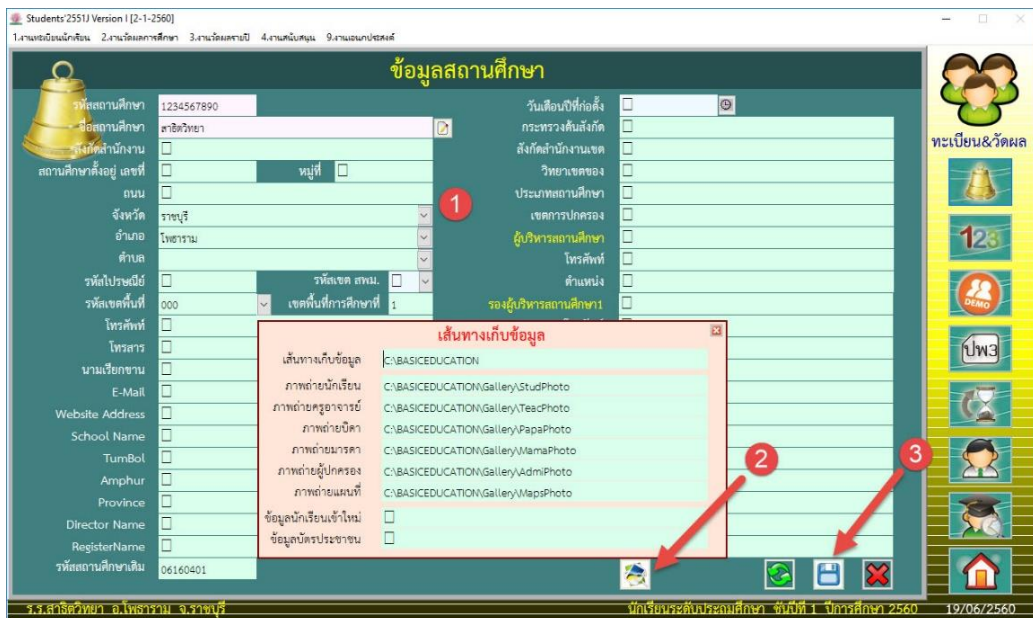 Students'2551J Version I [2-1-2560]
1.งานทะเบียนนักเรียน 2.งานวัดผลการศึกษา 3.งานวัดผลรายปี 4.งานสนับสนุน 9.งานเอนกประสงค์
ข้อมูลสถานศึกษา
รหัสสถานศึกษา 1234567890 วันเดือนปีที่ก่อตั้ง
ชื่อสถานศึกษา สาธิตวิทยา กระทรวงต้นสังกัด
สังกัดสำนักงาน สังกัดสำนักงานเขต
ทะเบียน&วัดผล
สถานศึกษาตั้งอยู่ เลขที่ หมู่ที่ วิทยาเขตของ
ถนน ประเภทสถานศึกษา
1
จังหวัด ราชบุรี เขตการปกครอง
อำเภอ โพธาราม ผู้บริหารสถานศึกษา
123
ตำบล โทรศัพท์
รหัสไปรษณีย์ รหัสเขต สพม. ตำแหน่ง
รหัสเขตพื้นที่ 000 เขตพื้นที่การศึกษาที่ 1 รองผู้บริหารสถานศึกษา1
DEMO
โทรศัพท์
โทรสาร
นามเรียกขาน
E-Mail
Website Address
School Name
TumBol
Amphur
Province
Director Name
RegisterName
รหัสสถานศึกษาเดิม 06160401
เส้นทางเก็บข้อมูล
เส้นทางเก็บข้อมูล C:\BASICEDUCATION
ภาพถ่ายนักเรียน C:\BASICEDUCATION\Gallery\StudPhoto
ภาพถ่ายครูอาจารย์ C:\BASICEDUCATION\Gallery\TeacPhoto
ภาพถ่ายบิดา C:\BASICEDUCATION\Gallery\PapaPhoto
ภาพถ่ายมารดา C:\BASICEDUCATION\Gallery\MamaPhoto
ภาพถ่ายผู้ปกครอง C:\BASICEDUCATION\Gallery\AdmiPhoto
ภาพถ่ายแผนที่ C:\BASICEDUCATION\Gallery\MapsPhoto
ข้อมูลนักเรียนเข้าใหม่
ข้อมูลบัตรประชาชน
2
3
ปพ3
ร.ร.สาธิตวิทยา อ.โพธาราม จ.ราชบุรี นักเรียนระดับประถมศึกษา ชั้นปีที่ 1 ปีการศึกษา 2560 19/06/2560